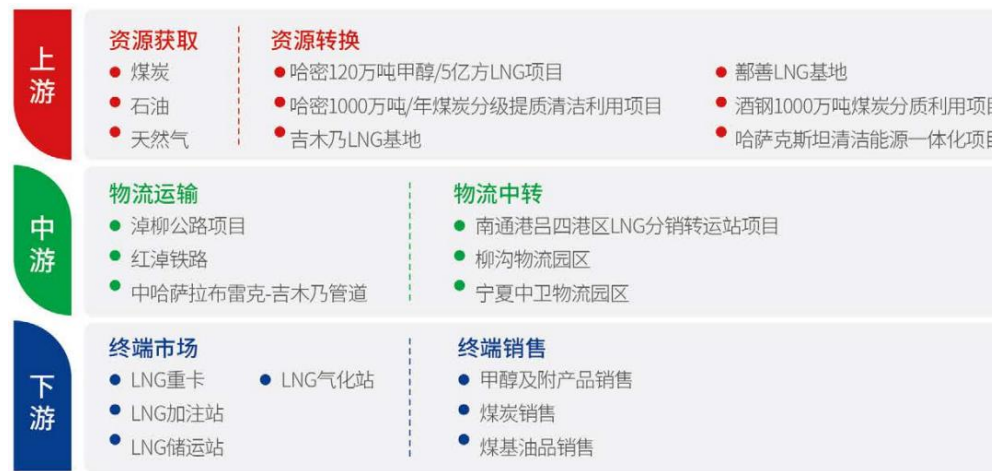 上游
资源获取
煤炭
石油
天然气
资源转换
哈密120万吨甲醇/5亿方LNG项目
哈密1000万吨/年煤炭分级提质清洁利用项目
吉木乃LNG基地
鄯善LNG基地
酒钢1000万吨煤炭分质利用项目
哈萨克斯坦清洁能源一体化项目
中游
物流运输
淖柳公路项目
红淖铁路
中哈萨拉布雷克-吉木乃管道
物流中转
南通港吕四港区LNG分销转运站项目
柳沟物流园区
宁夏中卫物流园区
下游
终端市场
LNG重卡
LNG加注站
LNG储运站
LNG气化站
终端销售
甲醇及附产品销售
煤炭销售
煤基油品销售